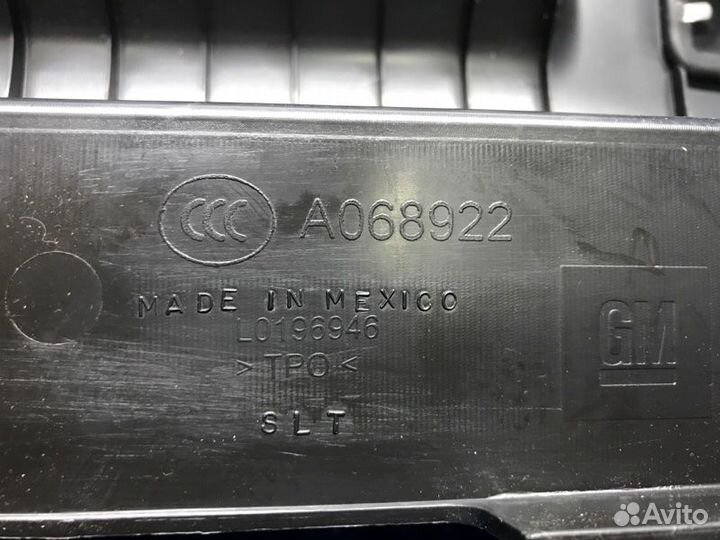 CCC A068922
MADE IN MEXICO
L0196946
>TPO<
GM
SLT
Avito